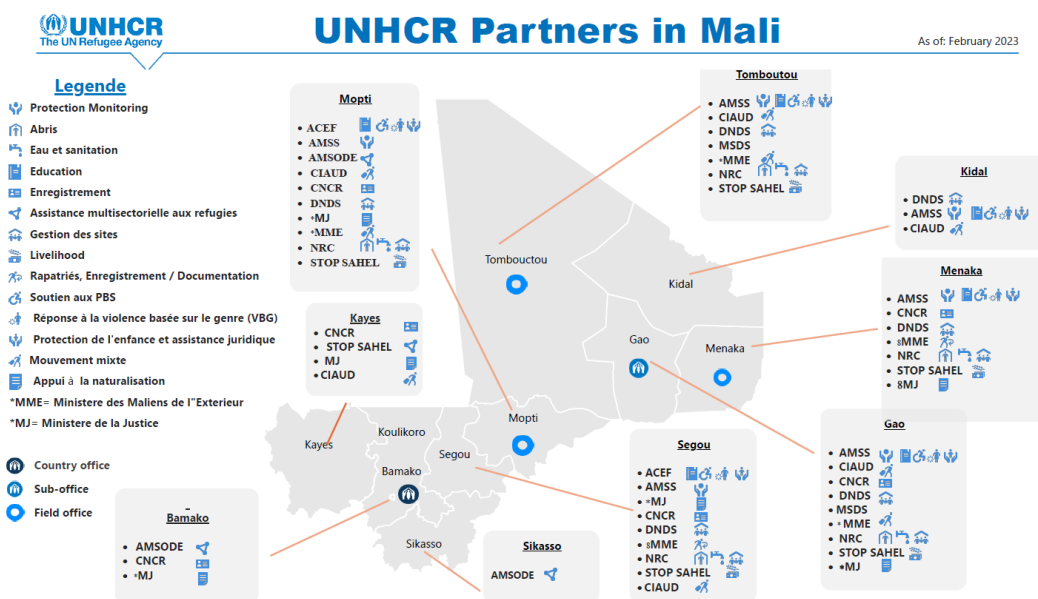 UNHCR
The UN Refugee Agency
UNHCR Partners in Mali
As of: February 2023
Legende
Protection Monitoring
Abris
Eau et sanitation
Education
Enregistrement
Assistance multisectorielle aux refugies
Gestion des sites
Livelihood
Rapatriés, Enregistrement / Documentation
Soutien aux PBS
Réponse à la violence basée sur le genre (VBG)
Protection de l'enfance et assistance juridique
Mouvement mixte
Appui à la naturalisation
*MME= Ministere des Maliens de l"Exterieur
*MJ= Ministere de la Justice
Country office
Sub-office
Field office
Mopti
• ACEF
• AMSS
• AMSODE
• CIAUD
• CNCR
• DNDS
• *MJ
• *MME
• NRC
• STOP SAHEL
Tomboutou
• AMSS
• CIAUD
• DNDS
• MSDS
• *MME
• NRC
• STOP SAHEL
Kidal
• DNDS
• AMSS
• CIAUD
Menaka
• AMSS
• CNCR
• DNDS
• §MME
• NRC
• STOP SAHEL
• §MJ
Kayes
• CNCR
• STOP SAHEL
• MJ
• CIAUD
Gao
• AMSS
• CIAUD
• CNCR
• DNDS
• MSDS
• *MME
• NRC
• STOP SAHEL
• *MJ
Segou
• ACEF
• AMSS
• *MJ
• CNCR
• DNDS
• §MME
• NRC
• STOP SAHEL
• CIAUD
Bamako
• AMSODE
• CNCR
• *MJ
Sikasso
AMSODE
Tombouctou
Kidal
Gao
Menaka
Mopti
Kayes
Koulikoro
Segou
Bamako
Sikasso